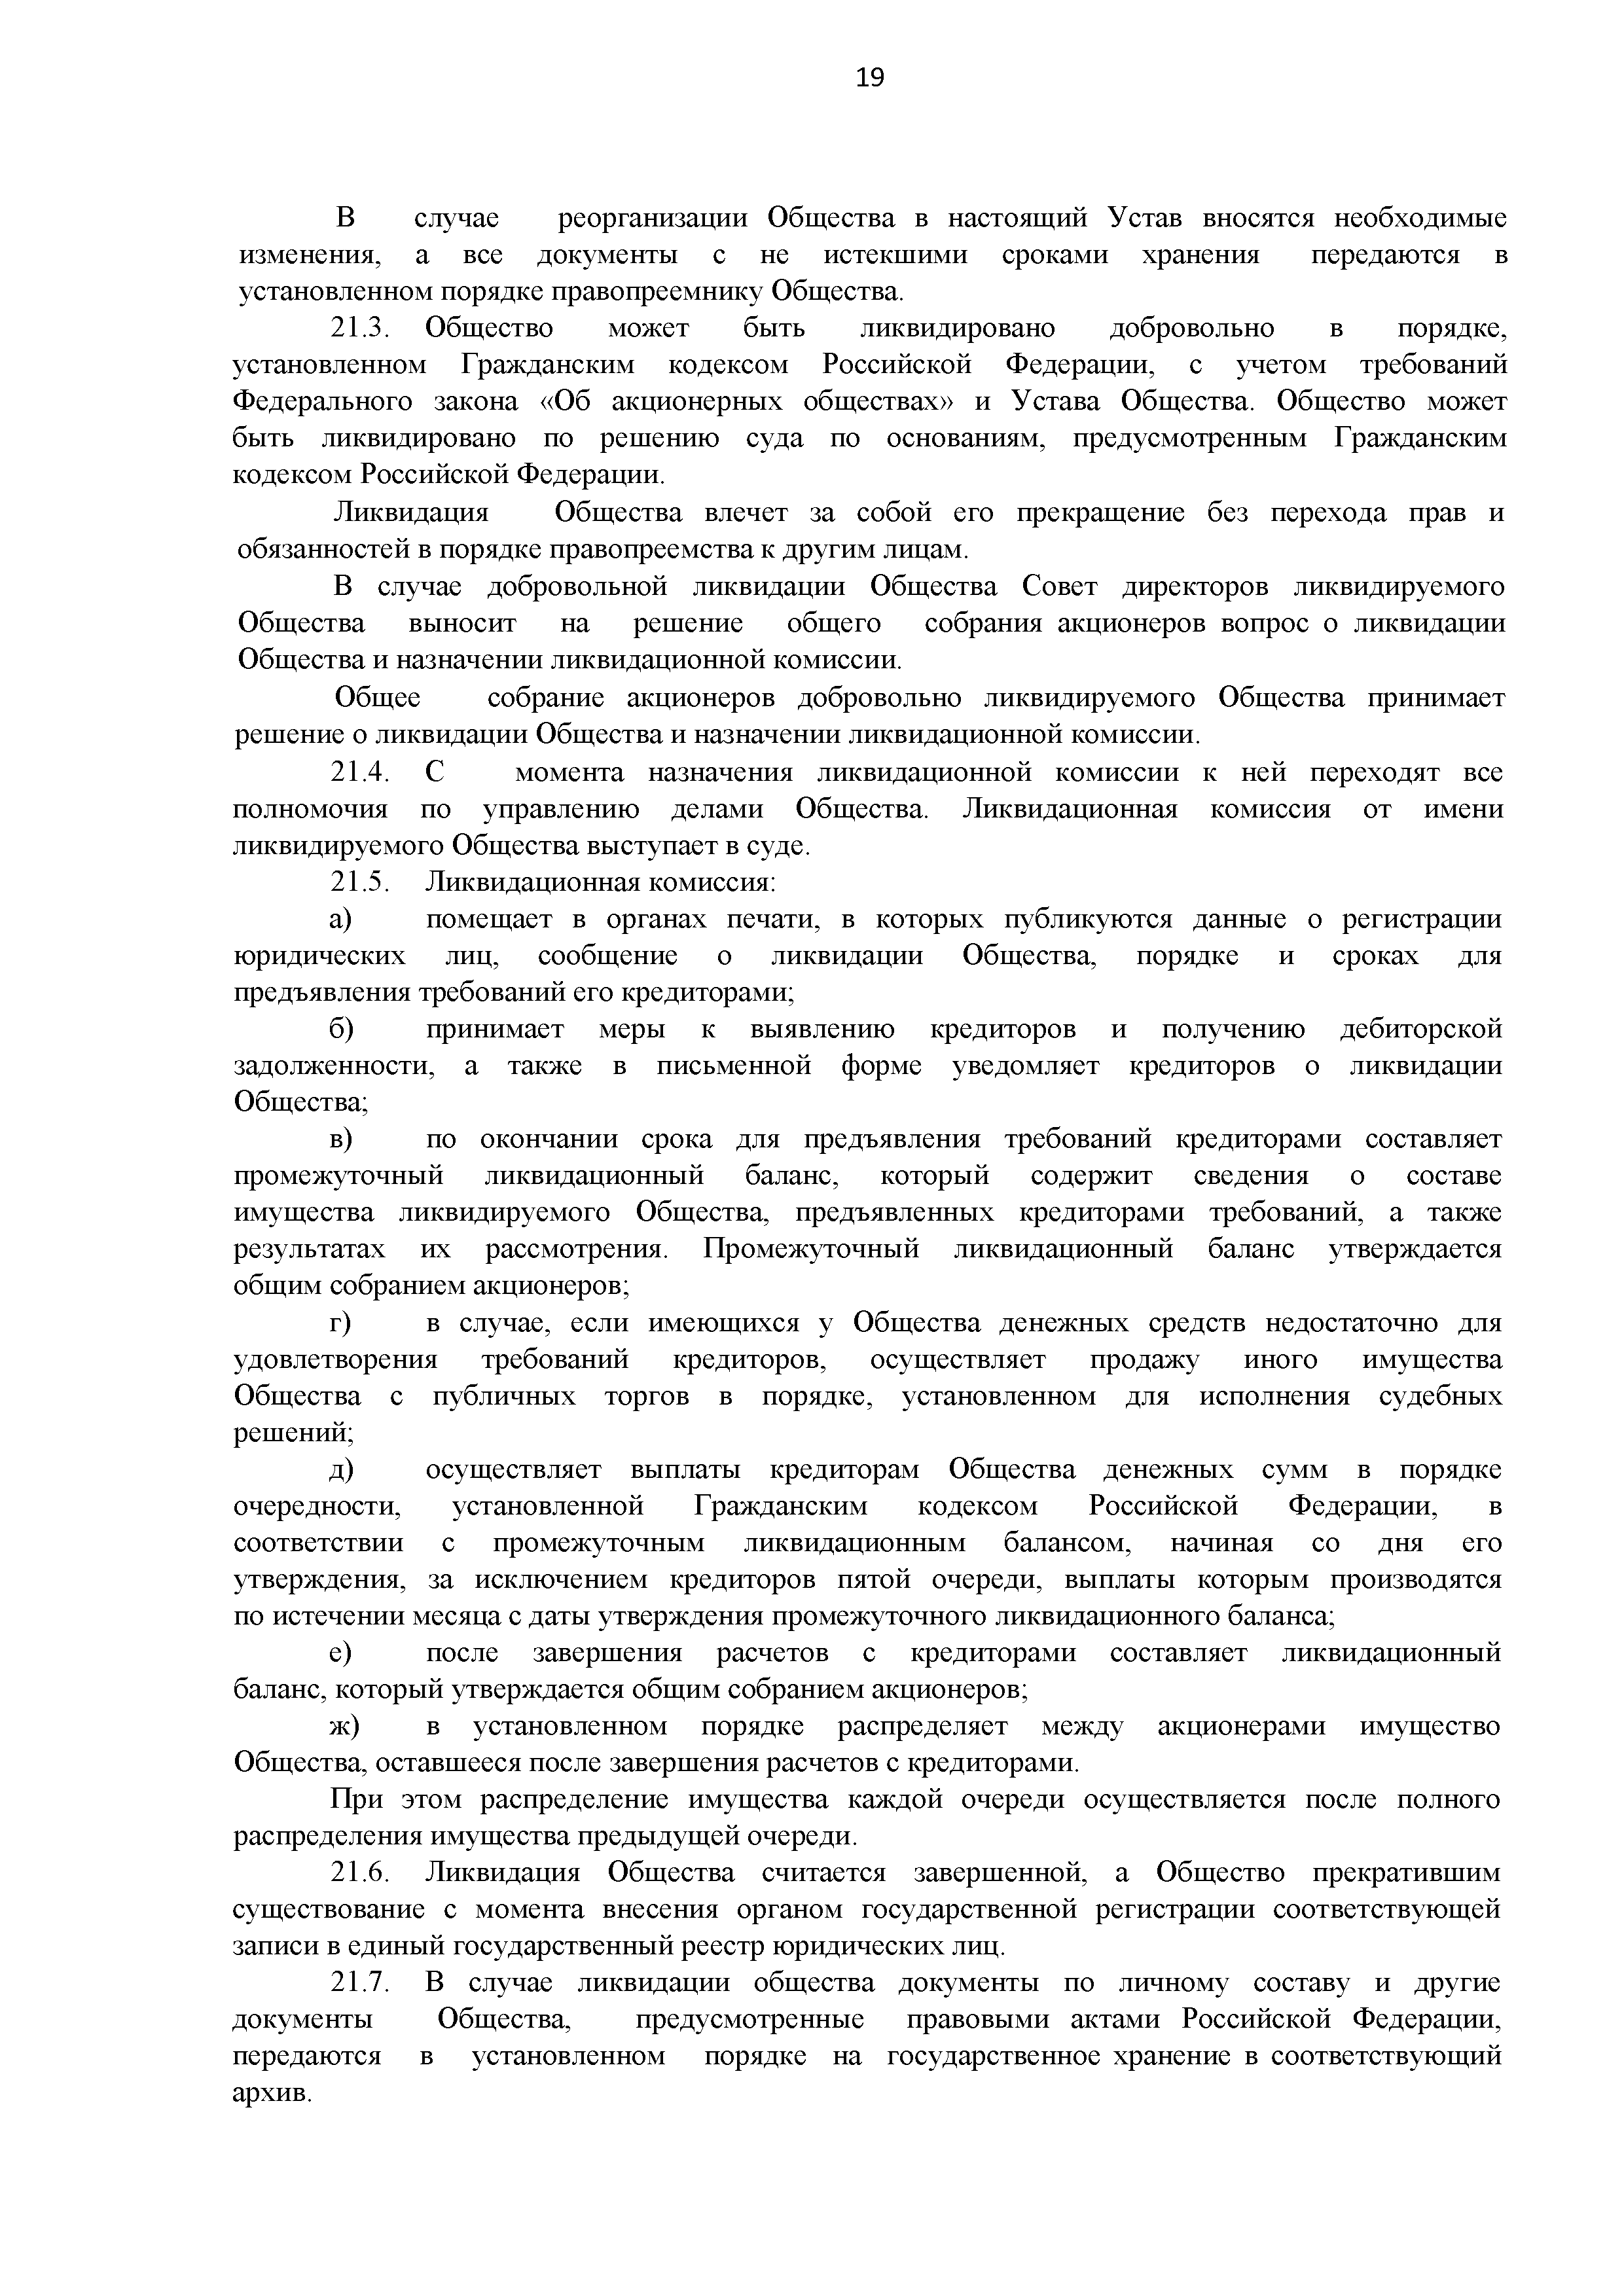 19
В случае реорганизации Общества в настоящий Устав вносятся необходимые
изменения, а все документы с не истекшими сроками хранения передаются в
установленном порядке правопреемнику Общества.
21.3. Общество может быть ликвидировано добровольно в порядке,
установленном Гражданским кодексом Российской Федерации, с учетом требований
Федерального закона «Об акционерных обществах» и Устава Общества. Общество может
быть ликвидировано по решению суда по основаниям, предусмотренным Гражданским
кодексом Российской Федерации.
Ликвидация Общества влечет за собой его прекращение без перехода прав и
обязанностей в порядке правопреемства к другим лицам.
В случае добровольной ликвидации Общества Совет директоров ликвидируемого
Общества выносит на решение общего собрания акционеров вопрос о ликвидации
Общества и назначении ликвидационной комиссии.
Общее собрание акционеров добровольно ликвидируемого Общества принимает
решение о ликвидации Общества и назначении ликвидационной комиссии.
21.4. С момента назначения ликвидационной комиссии к ней переходят все
полномочия по управлению делами Общества. Ликвидационная комиссия от имени
ликвидируемого Общества выступает в суде.
21.5. Ликвидационная комиссия:
а) помещает в органах печати, в которых публикуются данные о регистрации
юридических лиц, сообщение о ликвидации Общества, порядке и сроках для
предъявления требований его кредиторами;
б) принимает меры к выявлению кредиторов и получению дебиторской
задолженности, а также в письменной форме уведомляет кредиторов о ликвидации
Общества;
в) по окончании срока для предъявления требований кредиторами составляет
промежуточный ликвидационный баланс, который содержит сведения о составе
имущества ликвидируемого Общества, предъявленных кредиторами требований, а также
результатах их рассмотрения. Промежуточный ликвидационный баланс утверждается
общим собранием акционеров;
г) в случае, если имеющихся у Общества денежных средств недостаточно для
удовлетворения требований кредиторов, осуществляет продажу иного имущества
Общества с публичных торгов в порядке, установленном для исполнения судебных
решений;
д) осуществляет выплаты кредиторам Общества денежных сумм в порядке
очередности, установленной Гражданским кодексом Российской Федерации, в
соответствии с промежуточным ликвидационным балансом, начиная со дня его
утверждения, за исключением кредиторов пятой очереди, выплаты которым производятся
по истечении месяца с даты утверждения промежуточного ликвидационного баланса;
е) после завершения расчетов с кредиторами составляет ликвидационный
баланс, который утверждается общим собранием акционеров;
ж) в установленном порядке распределяет между акционерами имущество
Общества, оставшееся после завершения расчетов с кредиторами.
При этом распределение имущества каждой очереди осуществляется после полного
распределения имущества предыдущей очереди.
21.6. Ликвидация Общества считается завершенной, а Общество прекратившим
существование с момента внесения органом государственной регистрации соответствующей
записи в единый государственный реестр юридических лиц.
21.7. В случае ликвидации общества документы по личному составу и другие
документы Общества, предусмотренные правовыми актами Российской Федерации,
передаются в установленном порядке на государственное хранение в соответствующий
архив.